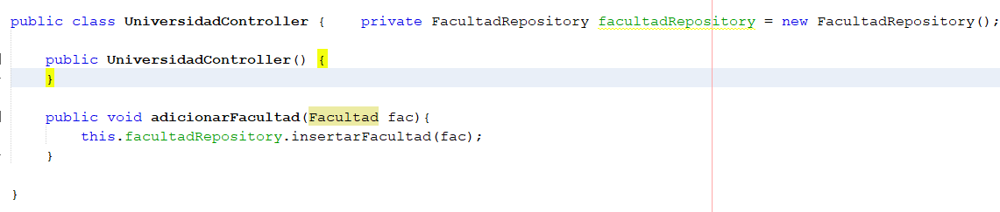 public class UniversidadController {    private FacultadRepository facultadRepository = new FacultadRepository();
public UniversidadController() {
}
public void adicionarFacultad(Facultad fac){
this.facultadRepository.insertarFacultad(fac);
}
}